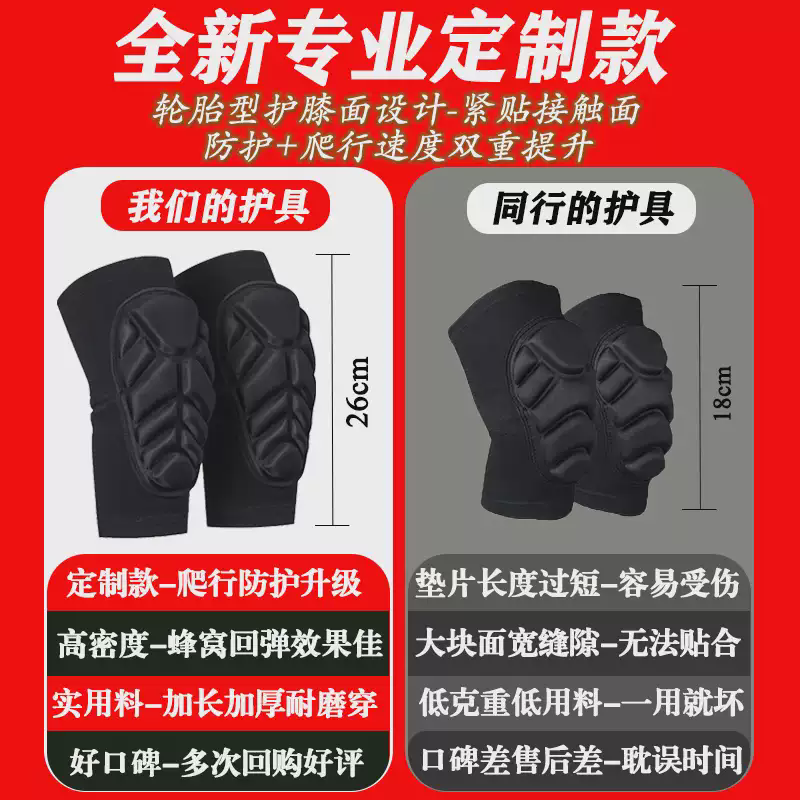 全新专业定制款
轮胎型护膝面设计-紧贴接触面
防护+爬行速度双重提升
我们的护具
26cm
定制款-爬行防护升级
高密度-蜂窝回弹效果佳
实用料-加长加厚耐磨穿
好口碑-多次回购好评
同行的护具
18cm
垫片长度过短-容易受伤
大块面宽缝隙-无法贴合
低克重低用料-一用就坏
口碑差售后差-耽误时间